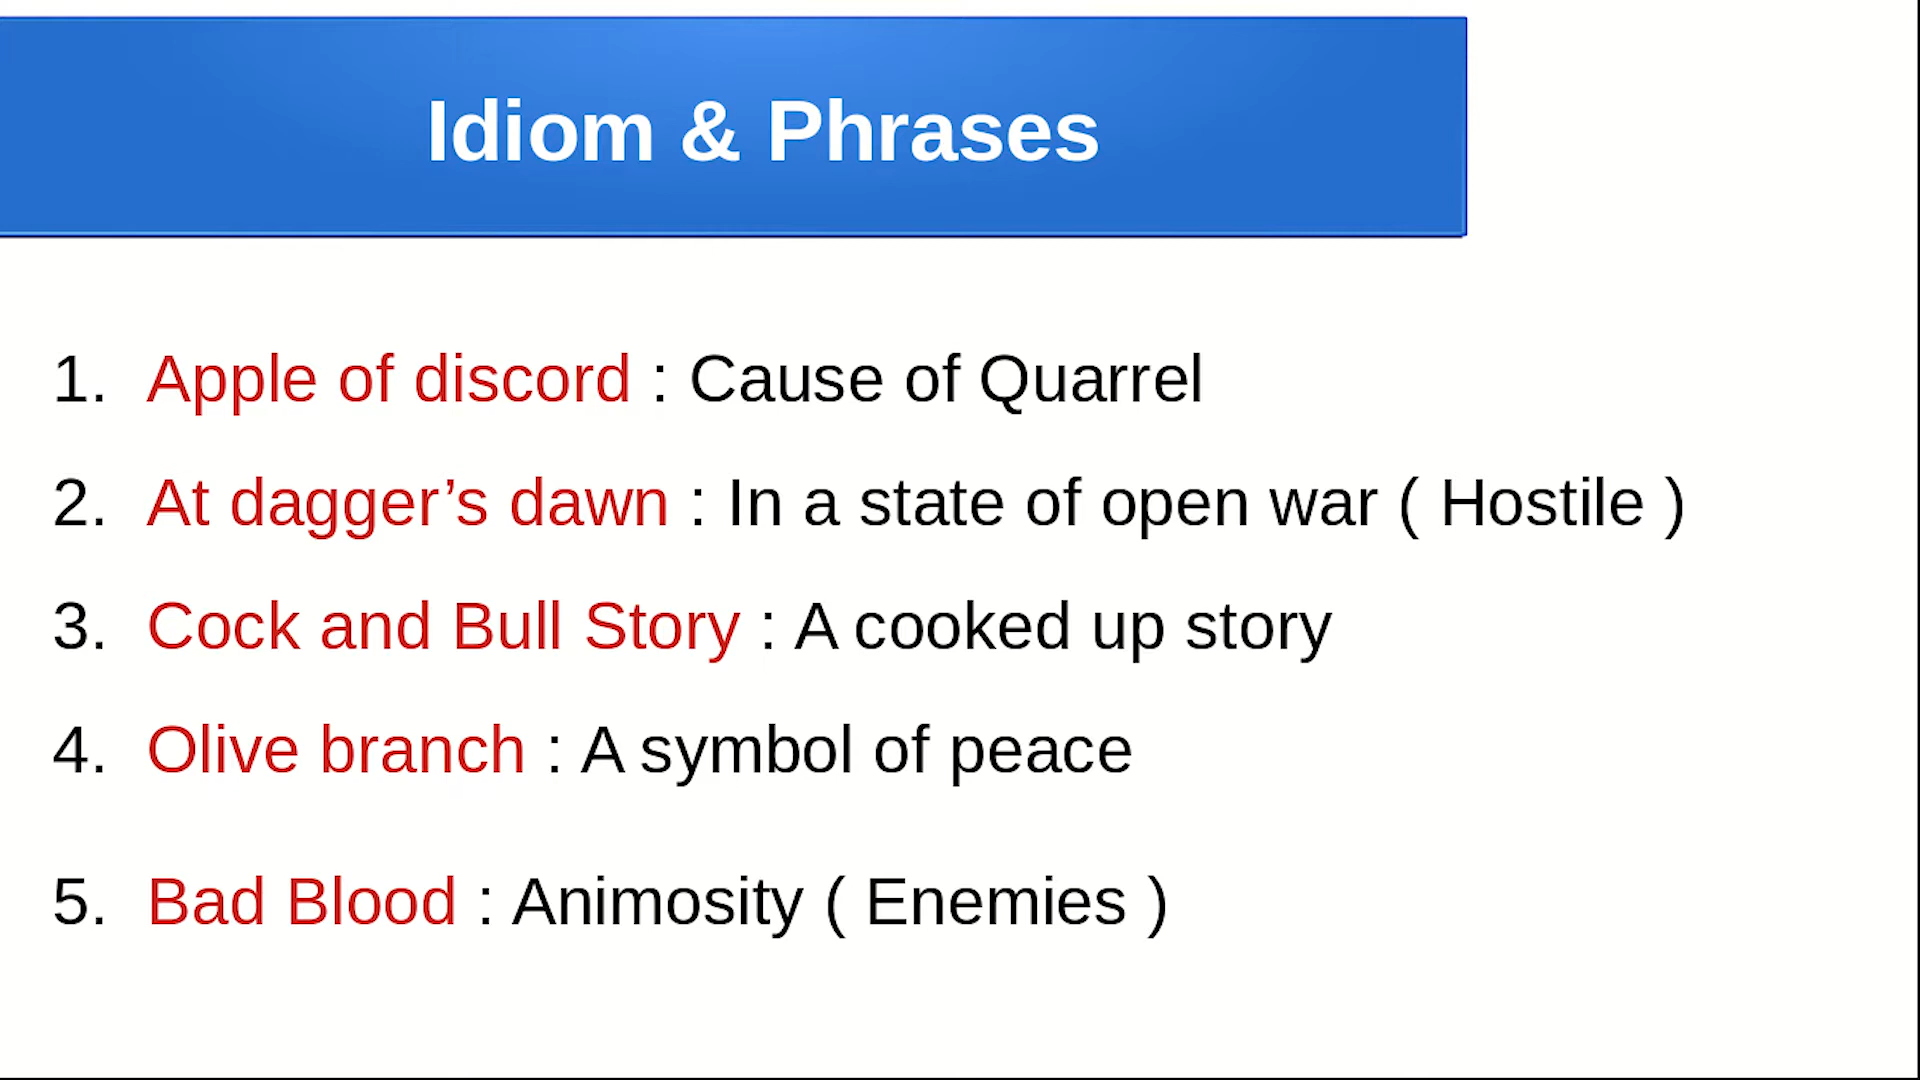 Idiom & Phrases
1. Apple of discord : Cause of Quarrel
2. At dagger’s dawn : In a state of open war ( Hostile )
3. Cock and Bull Story : A cooked up story
4. Olive branch : A symbol of peace
5. Bad Blood : Animosity ( Enemies )